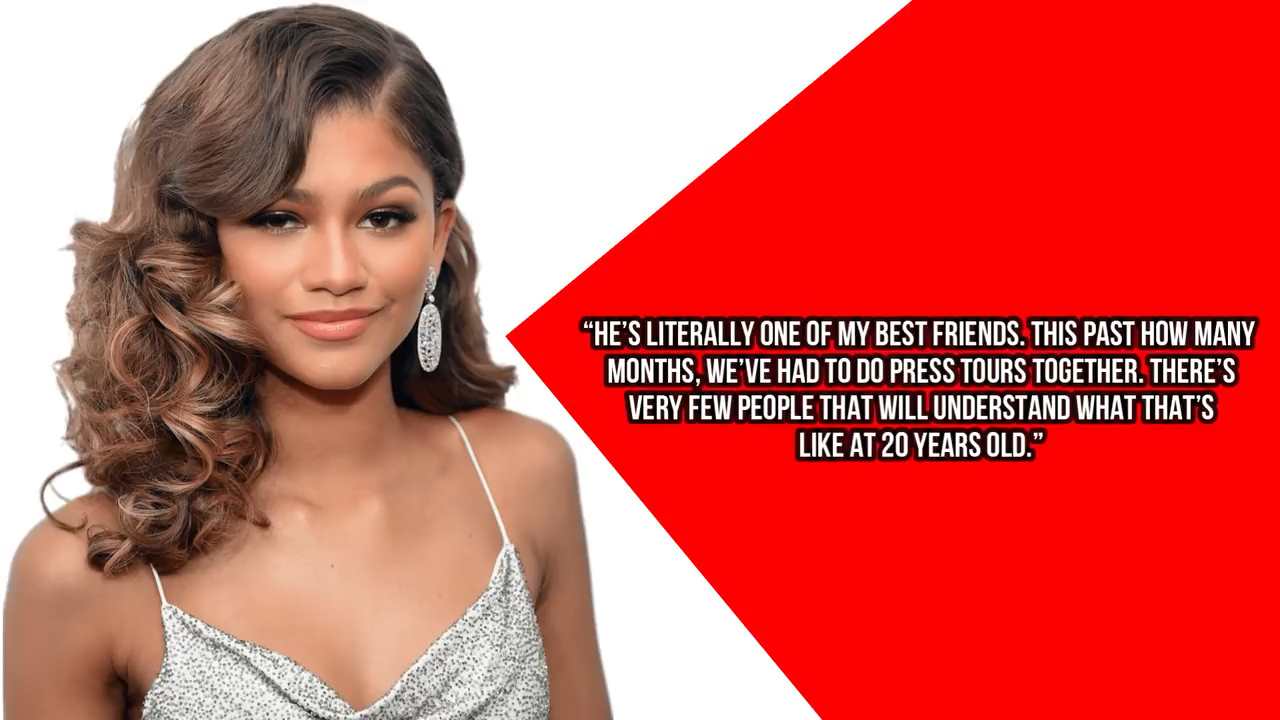 “HE’S LITERALLY ONE OF MY BEST FRIENDS. THIS PAST HOW MANY
MONTHS, WE’VE HAD TO DO PRESS TOURS TOGETHER. THERE’S
VERY FEW PEOPLE THAT WILL UNDERSTAND WHAT THAT’S
LIKE AT 20 YEARS OLD.”